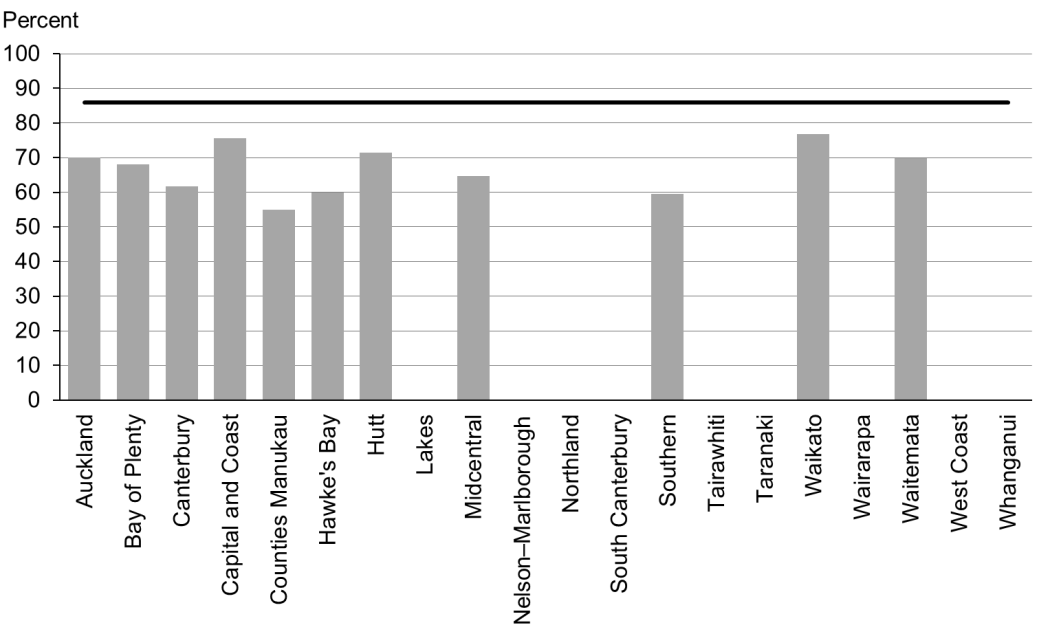 Percent
100
90
80
70
60
50
40
30
20
10
0
Auckland
Bay of Plenty
Canterbury
Capital and Coast
Counties Manukau
Hawke's Bay
Hutt
Lakes
Midcentral
Nelson–Marlborough
Northland
South Canterbury
Southern
Tairawhiti
Taranaki
Waikato
Wairarapa
Waitemata
West Coast
Whanganui